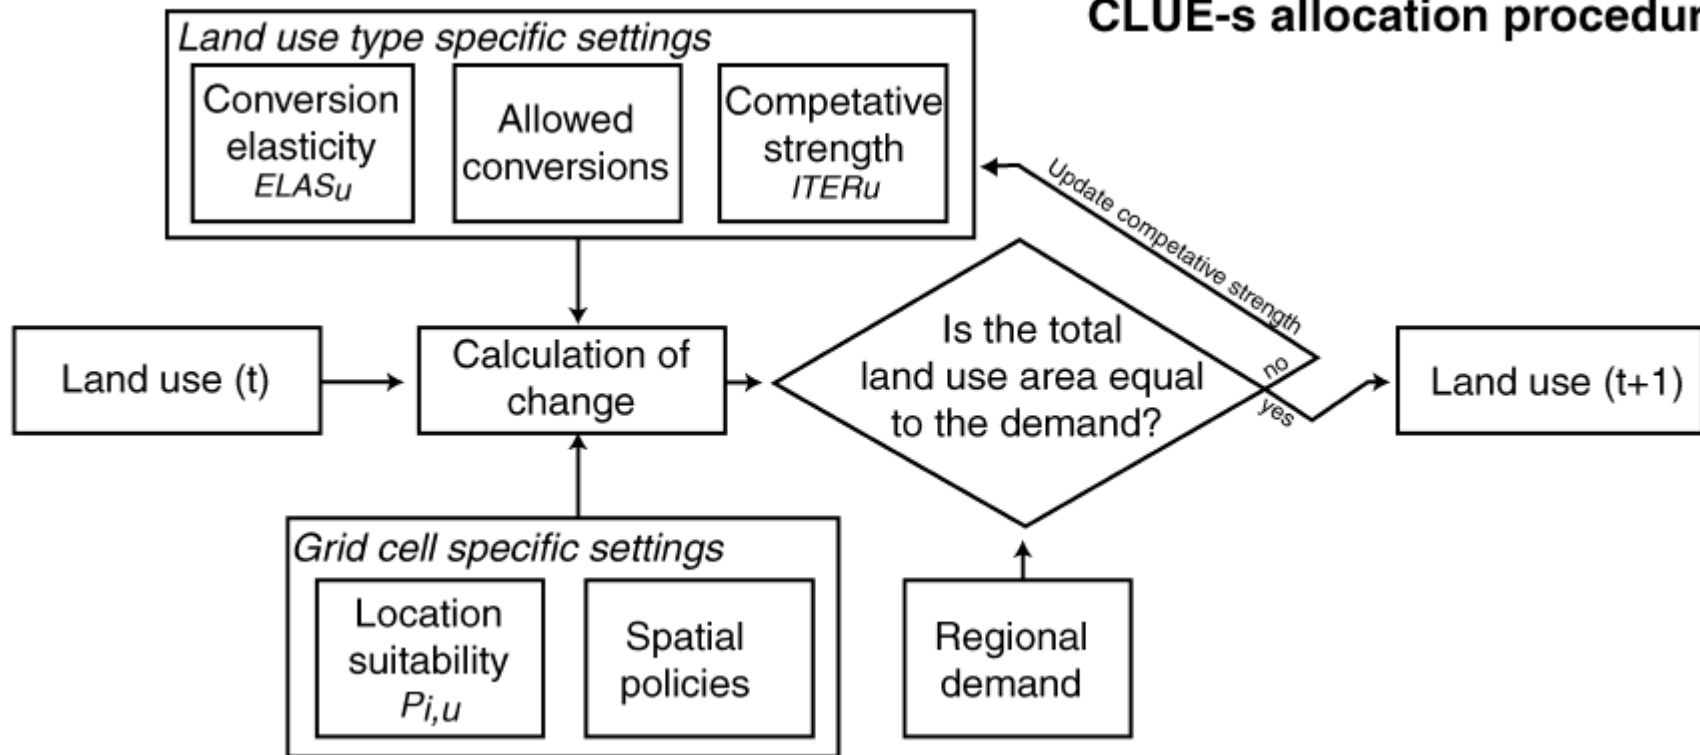 CLUE-s allocation procedur
Land use type specific settings
Conversion
elasticity
ELASu
Allowed
conversions
Competative
strength
ITERu
Update competative strength
Land use (t)
Calculation of
change
Is the total
land use area equal
to the demand?
no
yes
Land use (t+1)
Grid cell specific settings
Location
suitability
Pi,u
Spatial
policies
Regional
demand